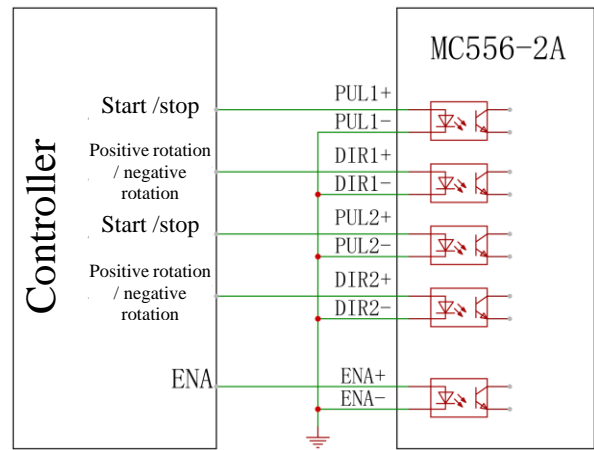 MC556-2A
Controller
Start /stop
Positive rotation
/ negative
rotation
Start /stop
Positive rotation
/ negative
rotation
ENA
PUL1+
PUL1-
DIR1+
DIR1-
PUL2+
PUL2-
DIR2+
DIR2-
ENA+
ENA-